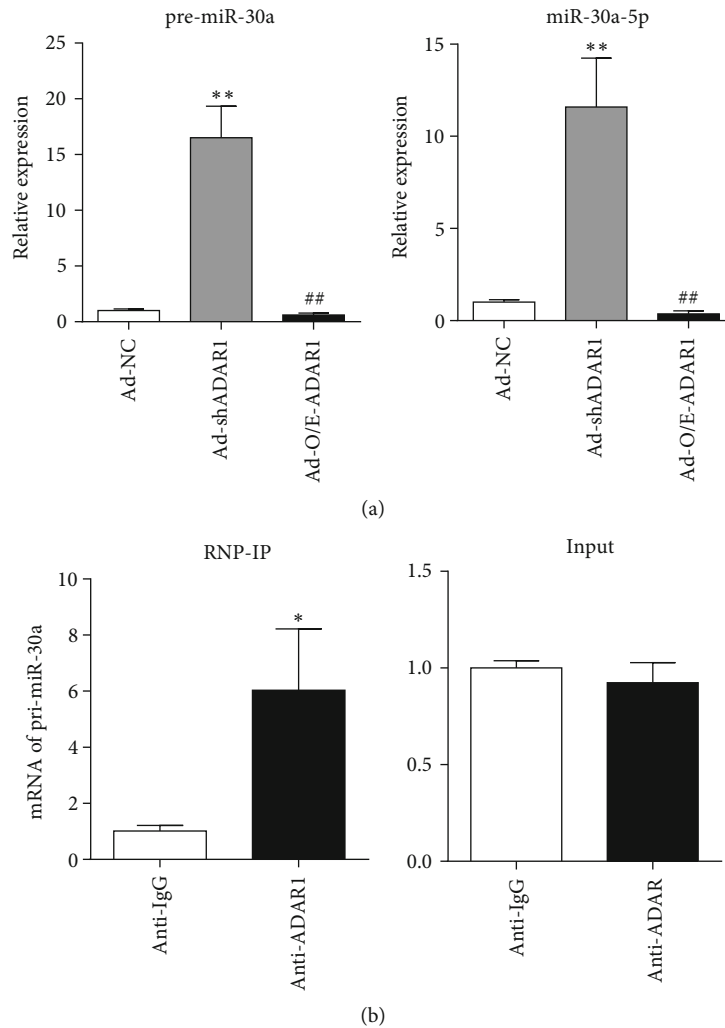 pre-miR-30a
Relative expression
25
20
15
10
5
0
**
##
Ad-NC
Ad-shADAR1
Ad-O/E-ADAR1
miR-30a-5p
Relative expression
15
10
5
0
**
##
Ad-NC
Ad-shADAR1
Ad-O/E-ADAR1
(a)
RNP-IP
mRNA of pri-miR-30a
10
8
6
4
2
0
*
Anti-IgG
Anti-ADAR1
Input
1.5
1.0
0.5
0.0
Anti-IgG
Anti-ADAR
(b)